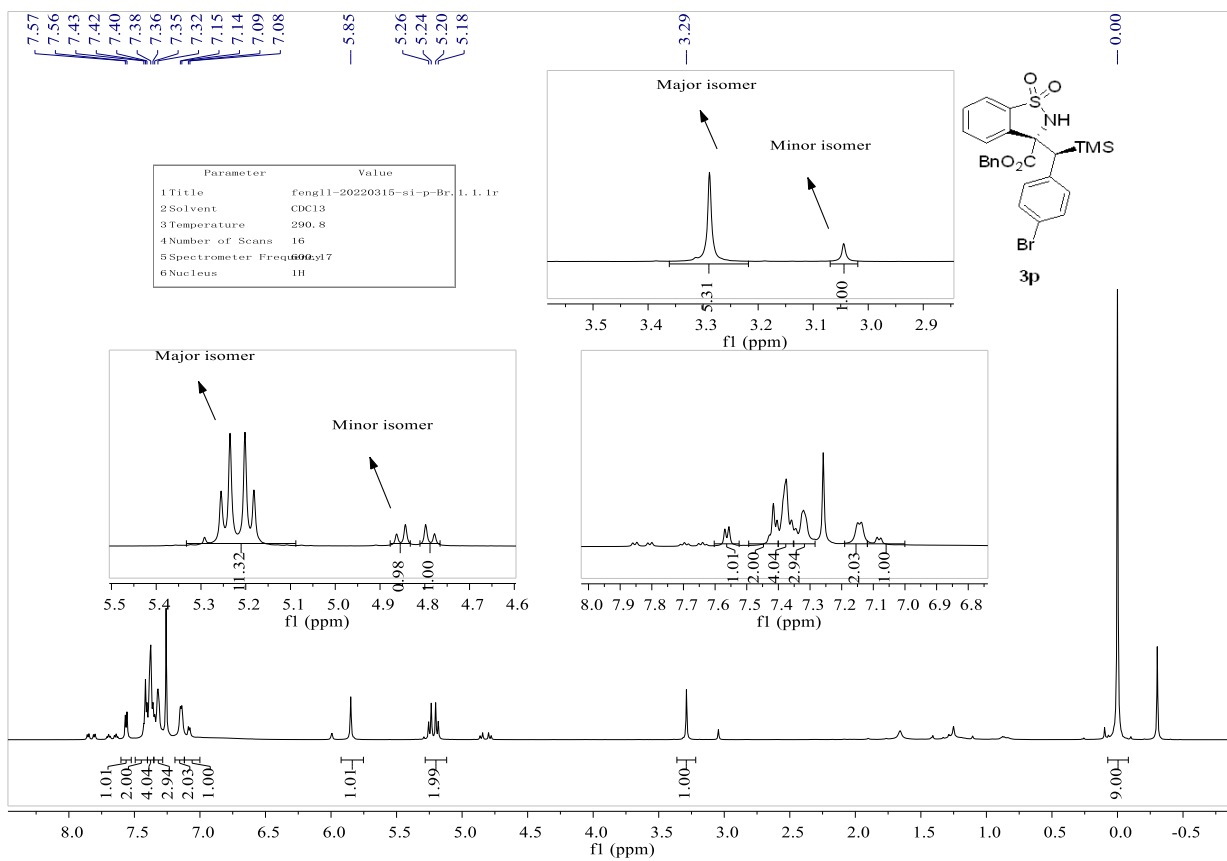 7.57
7.56
7.43
7.42
7.40
7.38
7.36
7.35
7.32
7.15
7.14
7.09
7.08
5.85
5.26
5.24
5.20
5.18
3.29
0.00
Parameter Value
1 Title fengll-20220315-si-p-Br.1.1.1r
2 Solvent CDCl3
3 Temperature 290.8
4 Number of Scans 16
5 Spectrometer Frequency 600.17
6 Nucleus 1H
Major isomer
Minor isomer
5.31
1.00
3.5 3.4 3.3 3.2 3.1 3.0 2.9
f1 (ppm)
O O
S
NH
BnO2C
TMS
Br
3p
Major isomer
Minor isomer
11.32
0.98
1.00
5.5 5.4 5.3 5.2 5.1 5.0 4.9 4.8 4.7 4.6
f1 (ppm)
1.01
2.00
4.04
2.94
2.03
1.00
8.0 7.9 7.8 7.7 7.6 7.5 7.4 7.3 7.2 7.1 7.0 6.9 6.8
f1 (ppm)
1.01
2.00
4.04
2.94
2.03
1.00
1.01
1.99
1.00
9.00
8.0 7.5 7.0 6.5 6.0 5.5 5.0 4.5 4.0 3.5 3.0 2.5 2.0 1.5 1.0 0.5 0.0 -0.5
f1 (ppm)